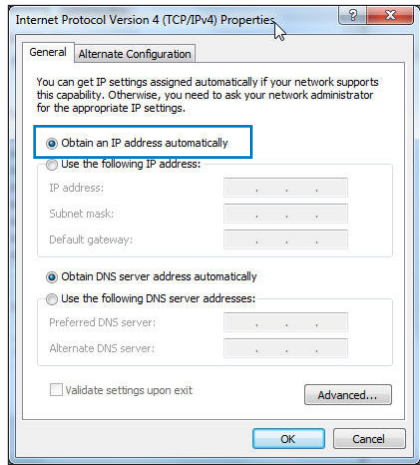 Internet Protocol Version 4 (TCP/IPv4) Properties
General Alternate Configuration
You can get IP settings assigned automatically if your network supports
this capability. Otherwise, you need to ask your network administrator
for the appropriate IP settings.
Obtain an IP address automatically
Use the following IP address:
IP address:
Subnet mask:
Default gateway:
Obtain DNS server address automatically
Use the following DNS server addresses:
Preferred DNS server:
Alternate DNS server:
Validate settings upon exit
Advanced...
OK Cancel